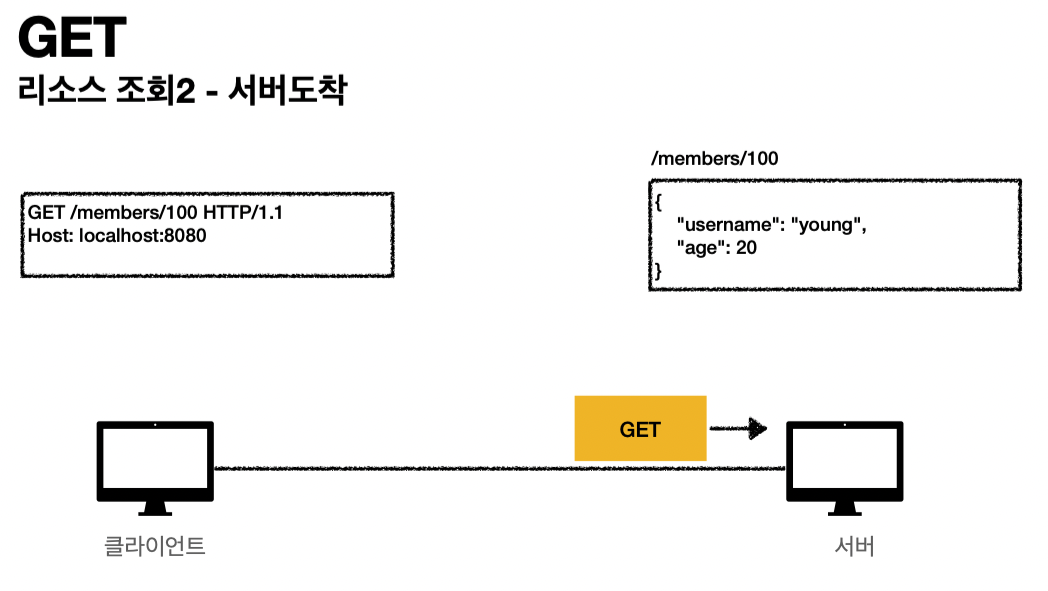 GET
리소스 조회2 - 서버도착
/members/100
GET /members/100 HTTP/1.1
Host: localhost:8080
{
"username": "young",
"age": 20
}
GET
클라이언트
서버